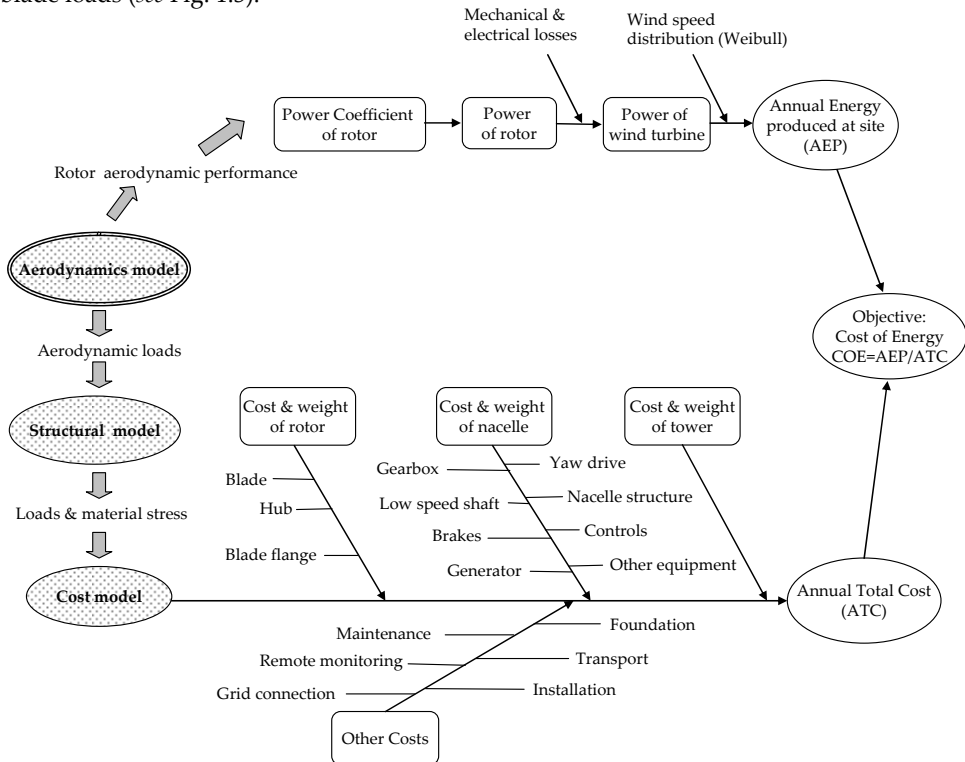 blade loads (see Fig. 1.3).
Mechanical &
electrical losses
Wind speed
distribution (Weibull)
Power Coefficient
of rotor
Power
of rotor
Power of
wind turbine
Annual Energy
produced at site
(AEP)
Rotor aerodynamic performance
Aerodynamics model
Aerodynamic loads
Structural model
Loads & material stress
Cost model
Objective:
Cost of Energy
COE=AEP/ATC
Cost & weight
of rotor
Blade
Hub
Blade flange
Cost & weight
of nacelle
Gearbox
Low speed shaft
Brakes
Generator
Yaw drive
Nacelle structure
Controls
Other equipment
Cost & weight
of tower
Annual Total Cost
(ATC)
Maintenance
Remote monitoring
Grid connection
Foundation
Transport
Installation
Other Costs